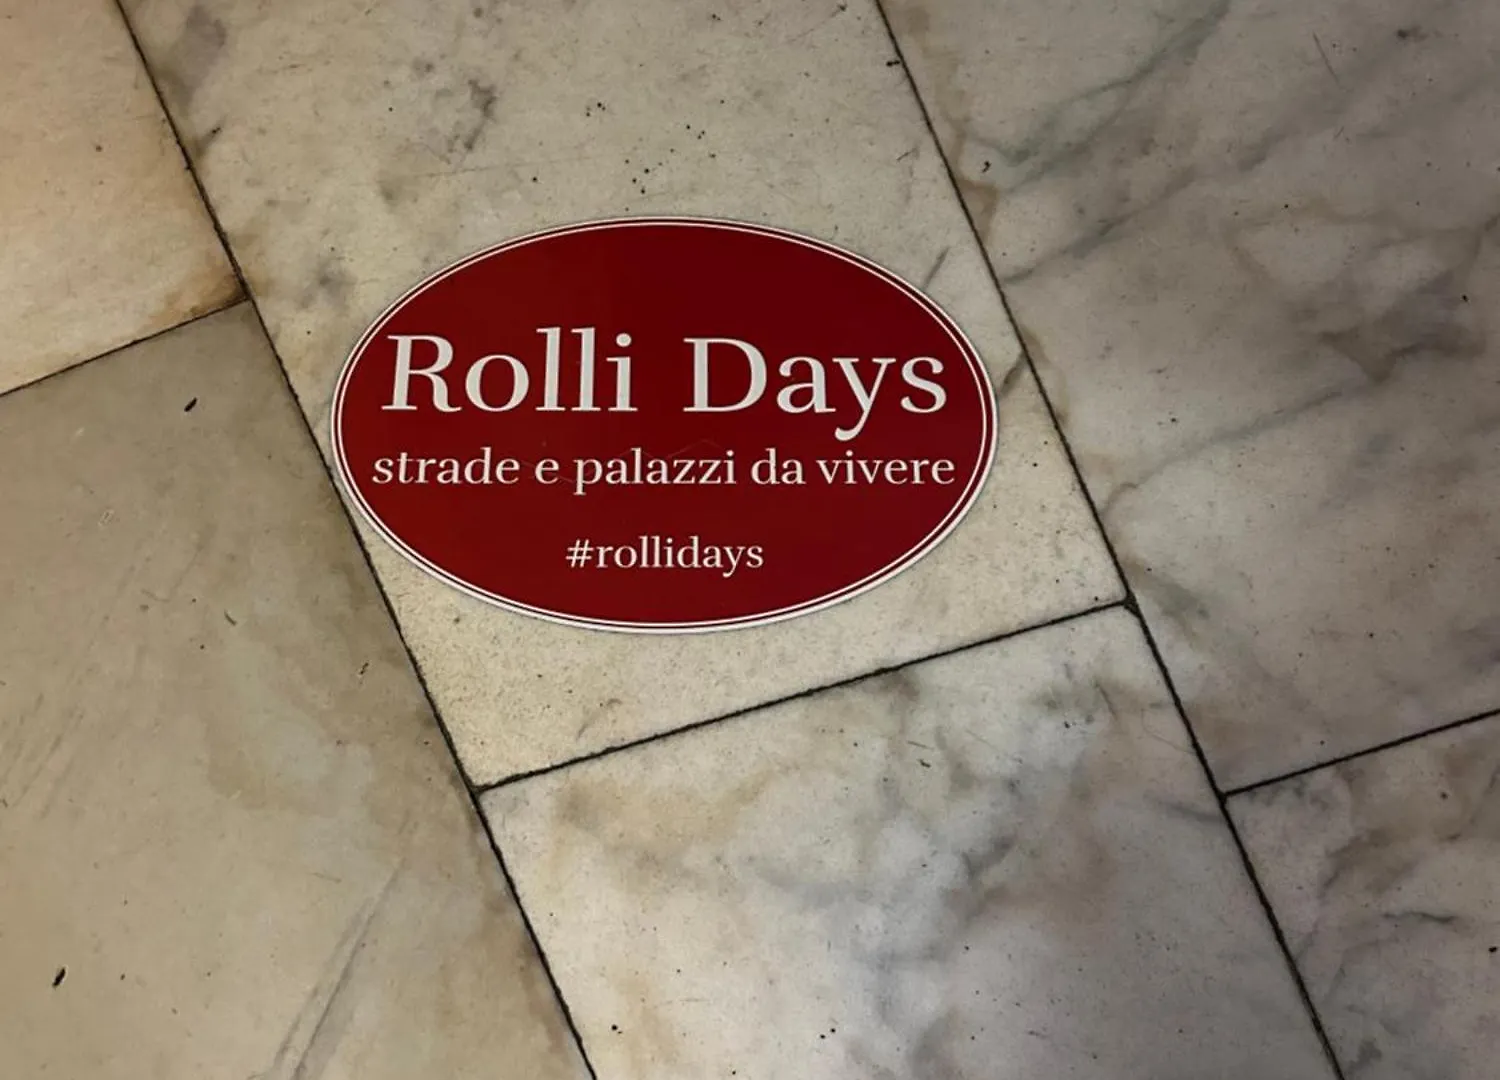 Rolli Days
strade e palazzi da vivere
#rollidays